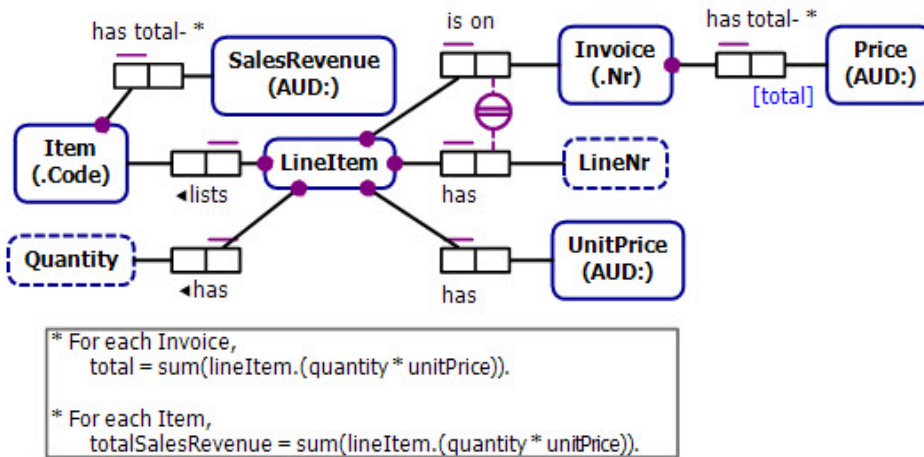 has total- *
is on
has total- *
SalesRevenue
(AUD:)
Invoice
(.Nr)
Price
(AUD:)
[total]
Item
(.Code)
LineItem
LineNr
◄lists
has
Quantity
UnitPrice
(AUD:)
◄has
has
* For each Invoice,
total = sum(lineItem.(quantity * unitPrice)).
* For each Item,
totalSalesRevenue = sum(lineItem.(quantity * unitPrice)).